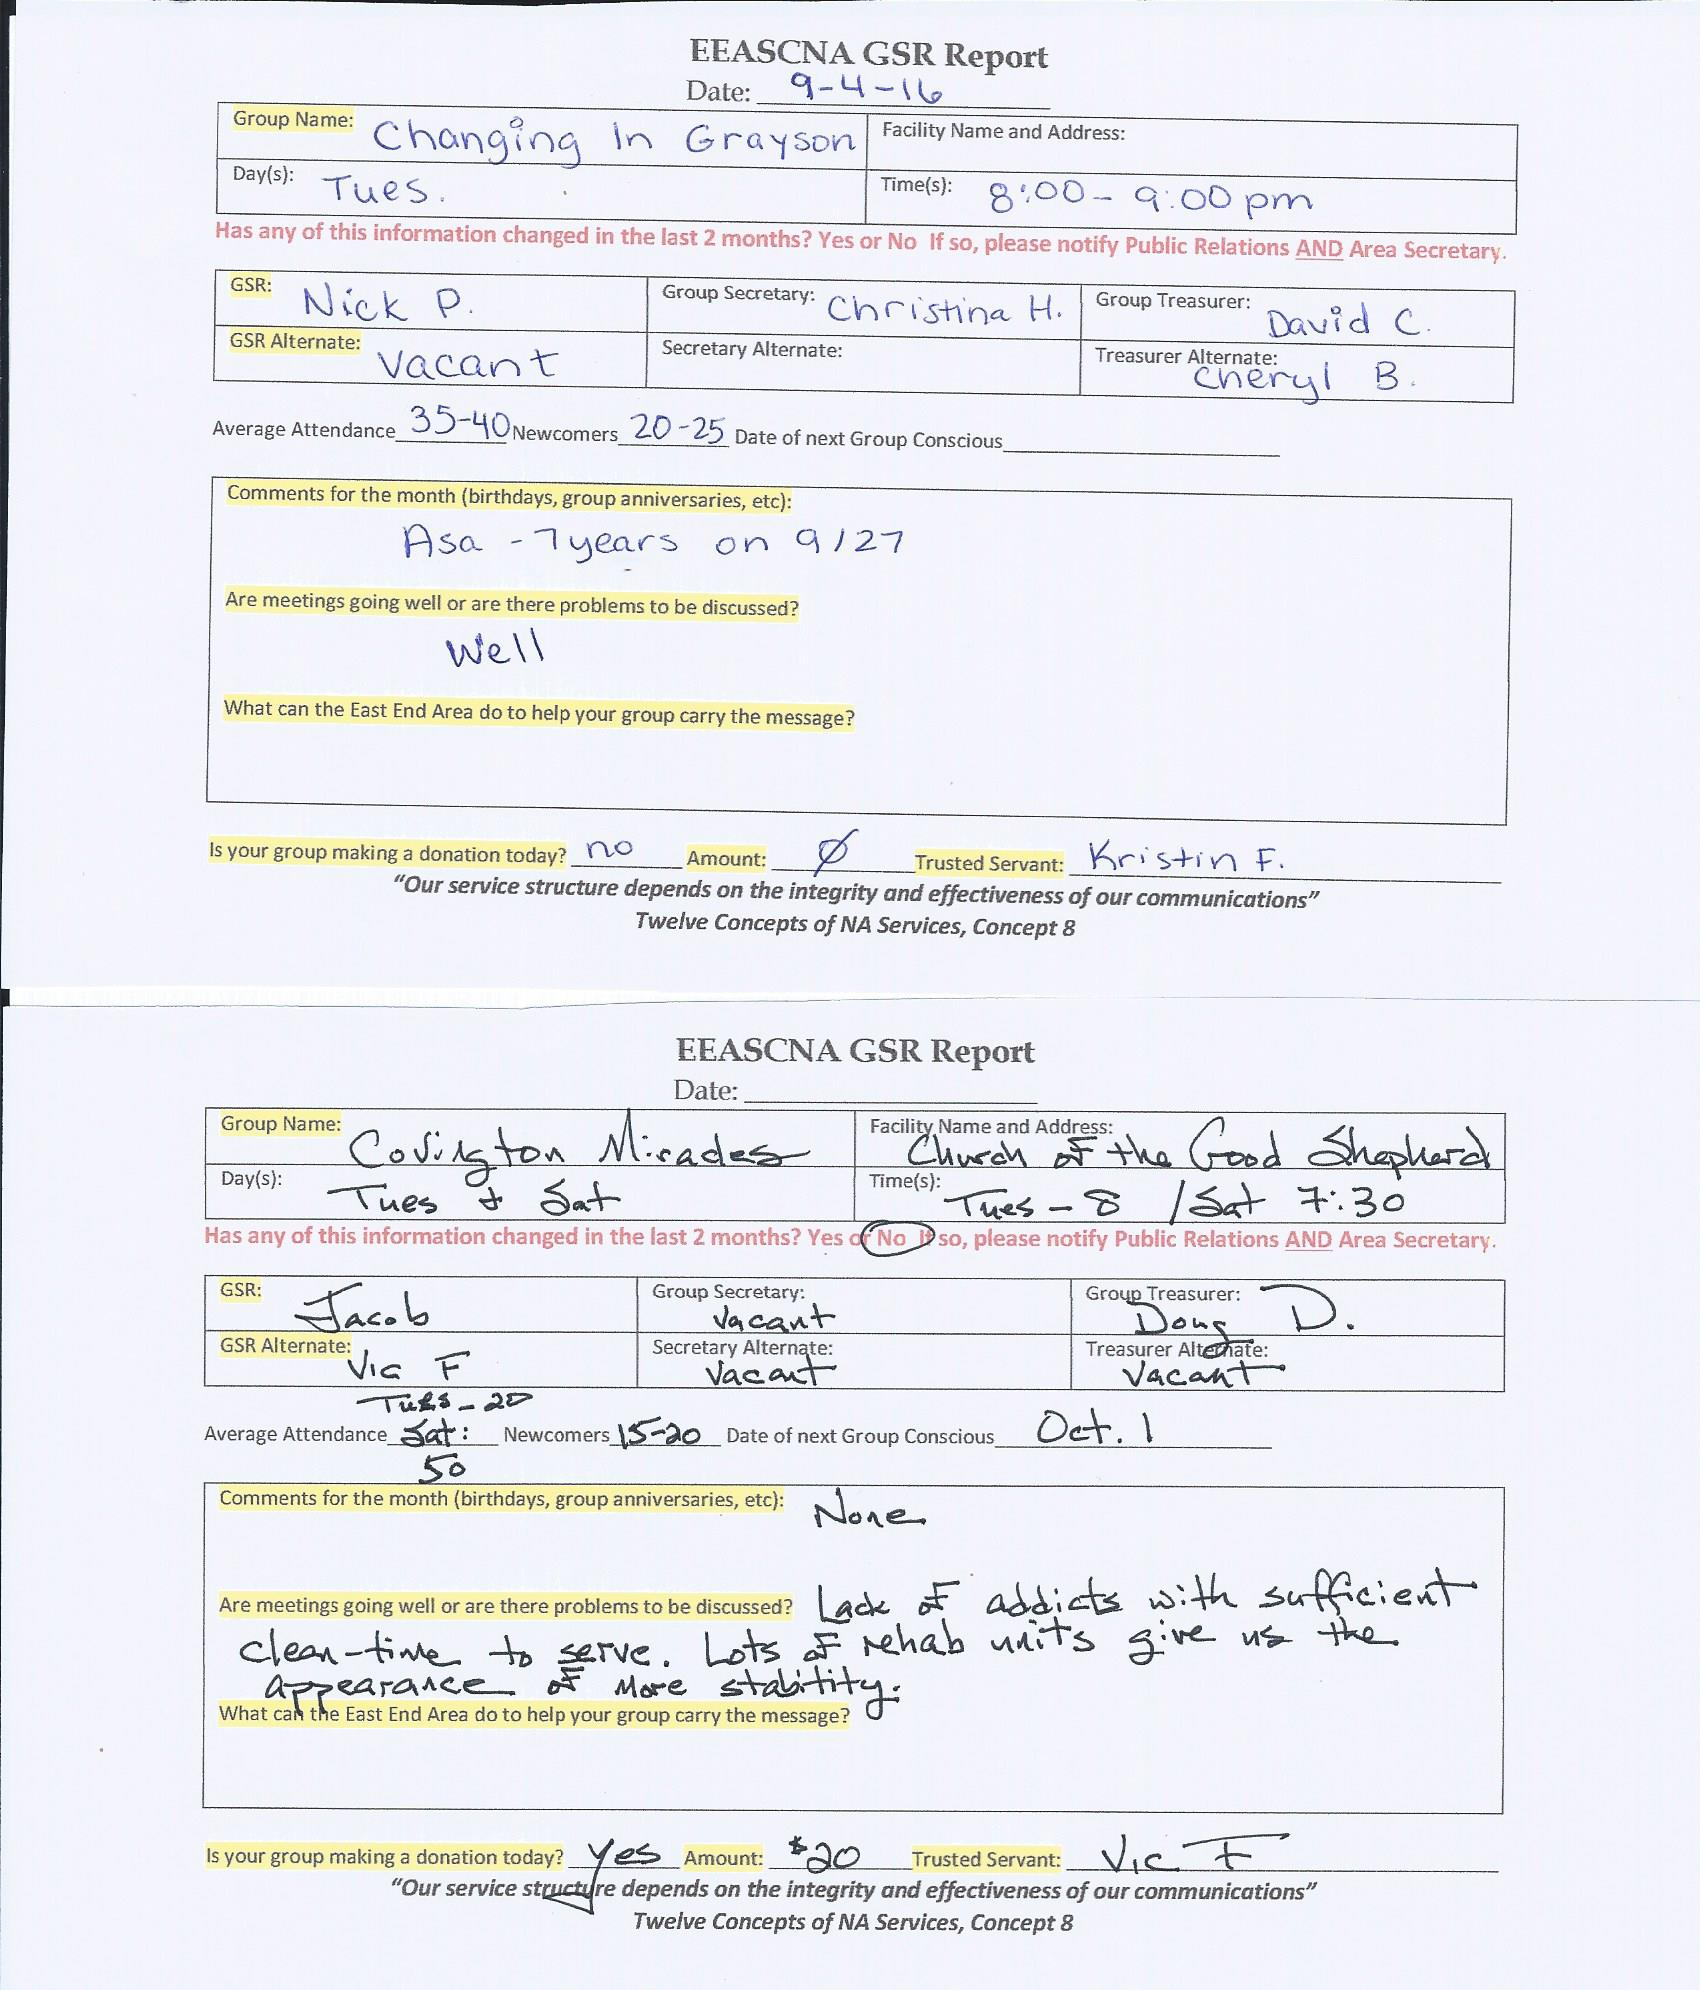 EEASCNA GSR Report
Date: 9-4-16
Group Name: Changing In Grayson Facility Name and Address:
Day(s): Tues. Time(s): 8:00-9:00 pm
Has any of this information changed in the last 2 months? Yes or No If so, please notify Public Relations AND Area Secretary.
GSR: Nick P. Group Secretary: Christina H. Group Treasurer: David C.
GSR Alternate: Vacant Secretary Alternate: Treasurer Alternate: Cheryl B.
Average Attendance 35-40 Newcomers 20-25 Date of next Group Conscious
Comments for the month (birthdays, group anniversaries, etc):
Asa - 7 years on 9/27
Are meetings going well or are there problems to be discussed?
Well
What can the East End Area do to help your group carry the message?
Is your group making a donation today? no Amount: Ø Trusted Servant: Kristin F.
"Our service structure depends on the integrity and effectiveness of our communications"
Twelve Concepts of NA Services, Concept 8
EEASCNA GSR Report
Date:
Group Name: Covington Miracles Facility Name and Address: Church of the Good Shepherd
Day(s): Tues + Sat Time(s): Tues - 8 / Sat 7:30
Has any of this information changed in the last 2 months? Yes or No If so, please notify Public Relations AND Area Secretary.
GSR: Jacob Group Secretary: Vacant Group Treasurer: Doug D.
GSR Alternate: Vic F Secretary Alternate: Vacant Treasurer Alternate: Vacant
Tues - 20
Average Attendance Sat: Newcomers 15-20 Date of next Group Conscious Oct. 1
50
Comments for the month (birthdays, group anniversaries, etc): None
Are meetings going well or are there problems to be discussed? Lack of addicts with sufficient
clean-time to serve. Lots of rehab units give us the
appearance of more stability.
What can the East End Area do to help your group carry the message?
Is your group making a donation today? yes Amount: $20 Trusted Servant: Vic F
"Our service structure depends on the integrity and effectiveness of our communications"
Twelve Concepts of NA Services, Concept 8